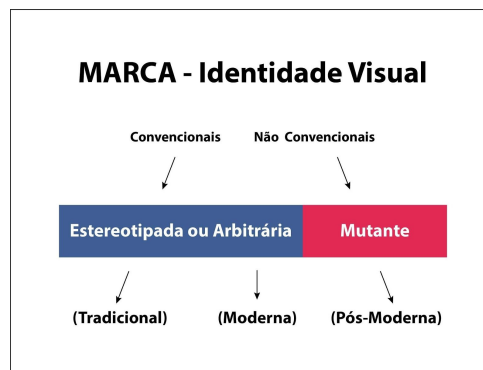 MARCA - Identidade Visual
Convencionais Não Convencionais
Estereotipada ou Arbitrária Mutante
(Tradicional) (Moderna) (Pós-Moderna)